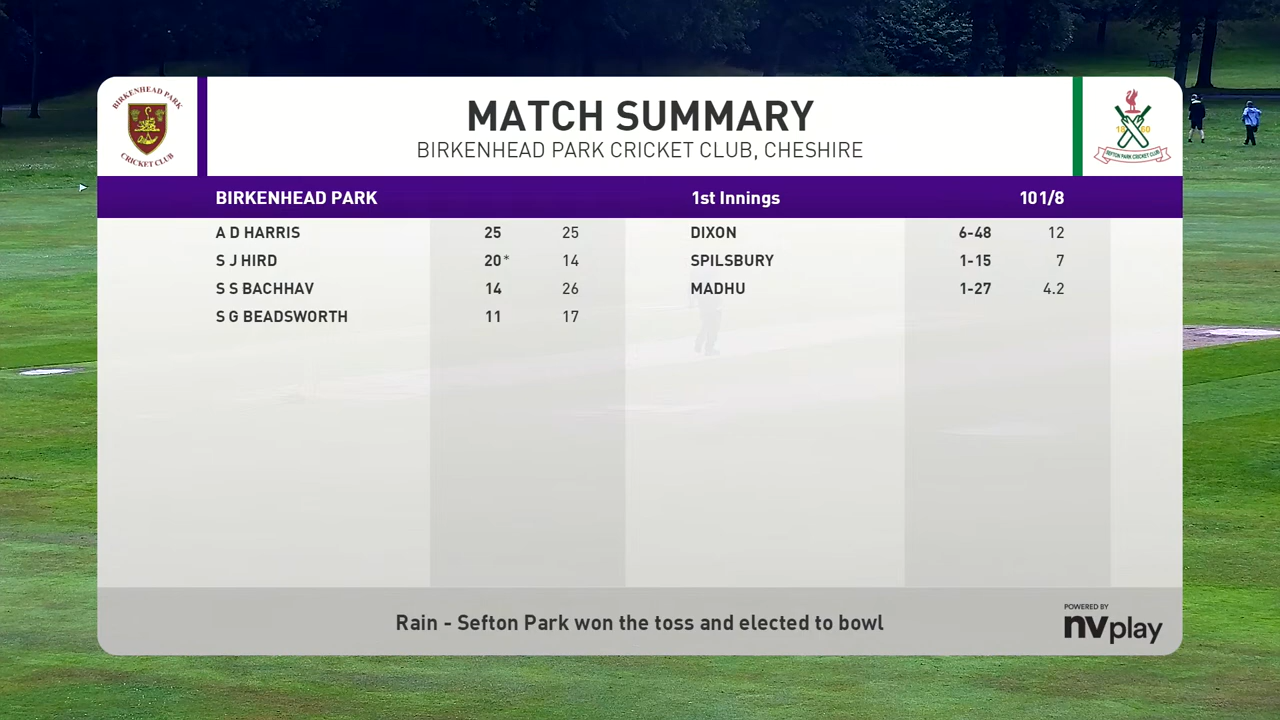 BIRKENHEAD PARK
CRICKET CLUB
MATCH SUMMARY
BIRKENHEAD PARK CRICKET CLUB, CHESHIRE
18 60
SEFTON PARK CRICKET CLUB
BIRKENHEAD PARK 1st Innings 101/8
A D HARRIS 25 25 DIXON 6-48 12
S J HIRD 20* 14 SPILSBURY 1-15 7
S S BACHHAV 14 26 MADHU 1-27 4.2
S G BEADSWORTH 11 17
Rain - Sefton Park won the toss and elected to bowl
POWERED BY
nvplay